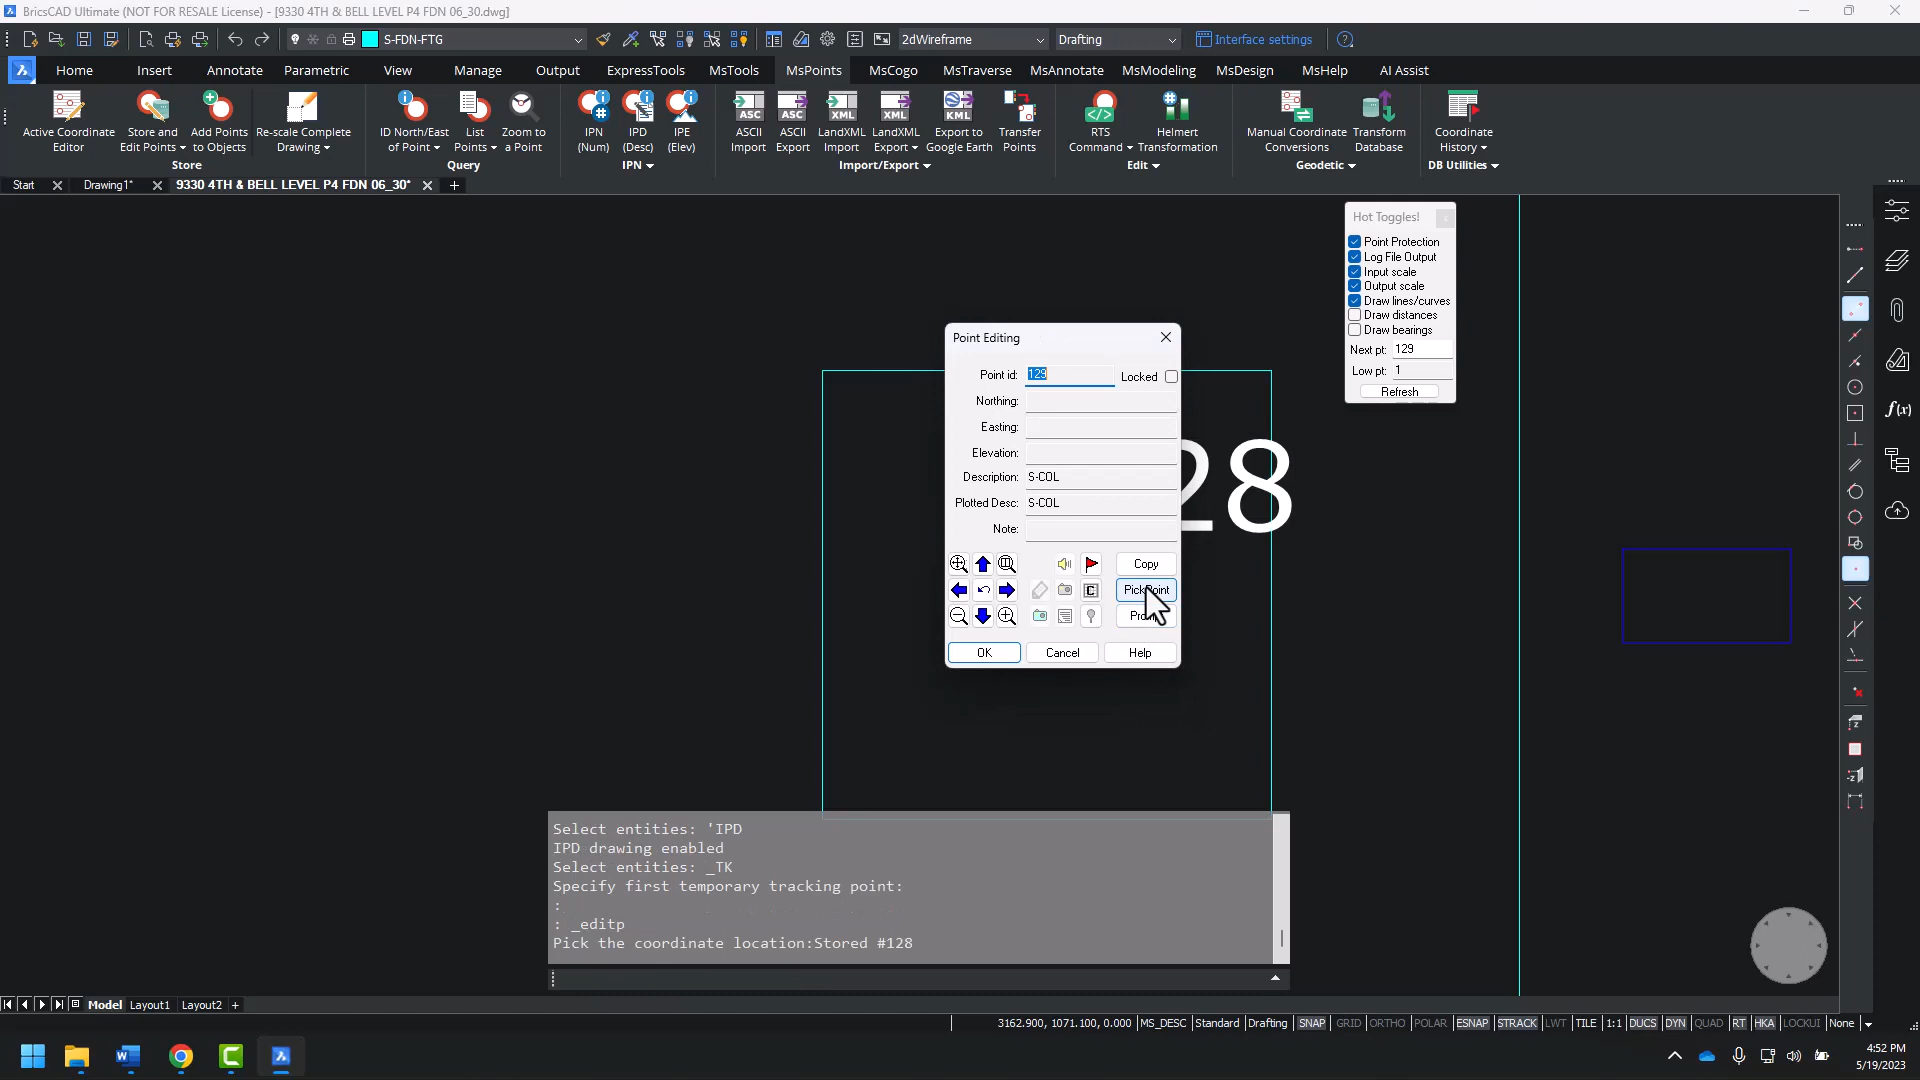 BricsCAD Ultimate (NOT FOR RESALE License) - [9330 4TH & BELL LEVEL P4 FDN 06_30.dwg]
S-FDN-FTG
2dWireframe
Drafting
Interface settings
Home Insert Annotate Parametric View Manage Output ExpressTools MsTools MsPoints MsCogo MsTraverse MsAnnotate MsModeling MsDesign MsHelp AI Assist
Active Coordinate Editor
Store and Edit Points
Add Points to Objects
Re-scale Complete Drawing
Store
ID North/East of Point
List Points
Zoom to a Point
Query
IPN (Num)
IPD (Desc)
IPE (Elev)
IPN
ASC
ASCII Import
ASC
ASCII Export
XML
LandXML Import
XML
LandXML Export
KML
Export to Google Earth
Transfer Points
Import/Export
RTS Command
Helmert Transformation
Edit
Manual Coordinate Conversions
Transform Database
Geodetic
Coordinate History
DB Utilities
Start
Drawing1*
9330 4TH & BELL LEVEL P4 FDN 06_30*
Hot Toggles!
Point Protection
Log File Output
Input scale
Output scale
Draw lines/curves
Draw distances
Draw bearings
Next pt: 129
Low pt: 1
Refresh
Point Editing
Point id: 129 Locked
Northing:
Easting:
Elevation:
Description: S-COL
Plotted Desc: S-COL
Note:
Copy
Pick Point
OK Cancel Help
28
Select entities: 'IPD
IPD drawing enabled
Select entities: _TK
Specify first temporary tracking point:
:
: _editp
Pick the coordinate location:Stored #128
Model Layout1 Layout2 +
3162.900, 1071.100, 0.000 MS_DESC Standard Drafting SNAP GRID ORTHO POLAR ESNAP STRACK LWT TILE 1:1 DUCS DYN QUAD RT HKA LOCKUI None
4:52 PM
5/19/2023